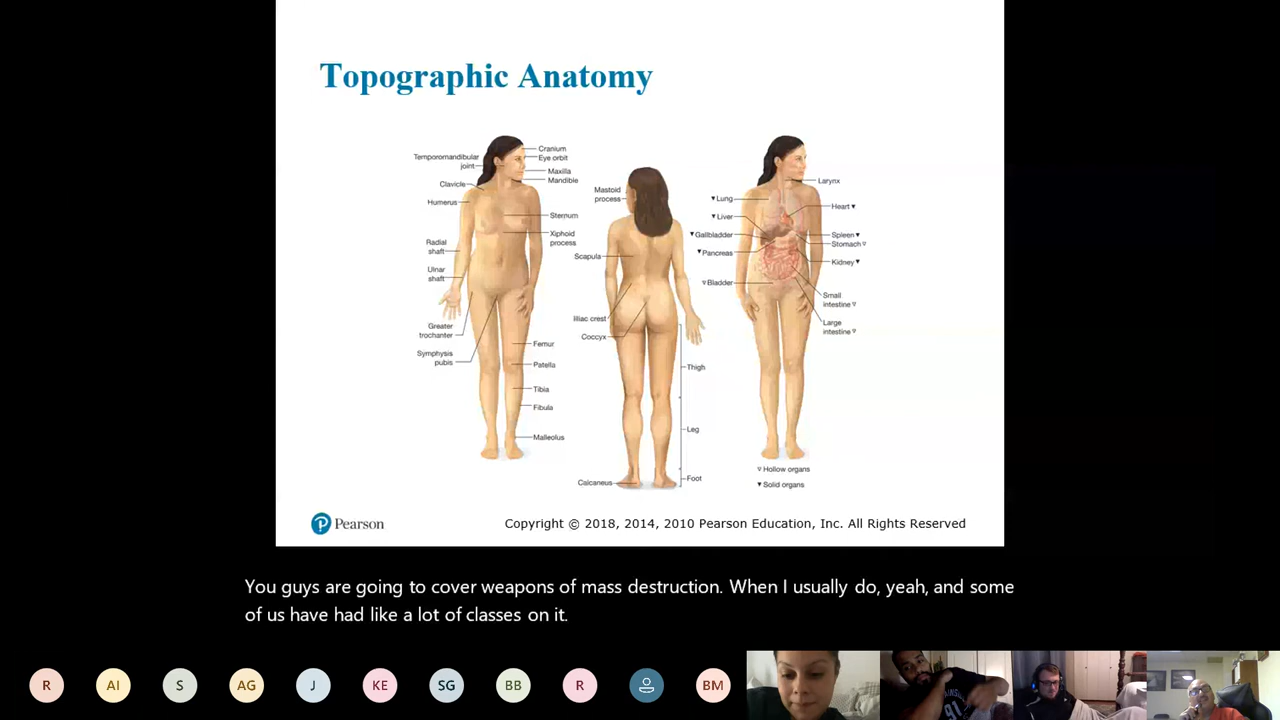 Topographic Anatomy
Temporomandibular
joint
Clavicle
Humerus
Radial
shaft
Ulnar
shaft
Greater
trochanter
Symphysis
pubis
Cranium
Eye orbit
Maxilla
Mandible
Sternum
Xiphoid
process
Femur
Patella
Tibia
Fibula
Malleolus
Mastoid
process
Scapula
Illiac crest
Coccyx
Calcaneus
Thigh
Leg
Foot
▼Lung
▼Liver
▼Gallbladder
▼Pancreas
▿Bladder
Larynx
Heart▼
Spleen▼
Stomach▿
Kidney▼
Small
intestine ▿
Large
intestine ▿
▿ Hollow organs
▼ Solid organs
P Pearson
Copyright © 2018, 2014, 2010 Pearson Education, Inc. All Rights Reserved
You guys are going to cover weapons of mass destruction. When I usually do, yeah, and some
of us have had like a lot of classes on it.
R AI S AG J KE SG BB R BM
91